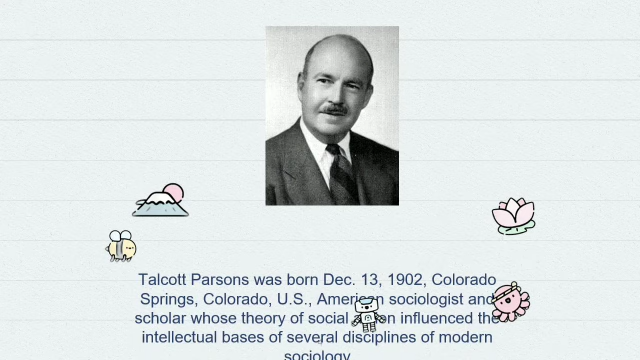 Talcott Parsons was born Dec. 13, 1902, Colorado
Springs, Colorado, U.S., American sociologist and
scholar whose theory of social influenced the
intellectual bases of several disciplines of modern
sociology.